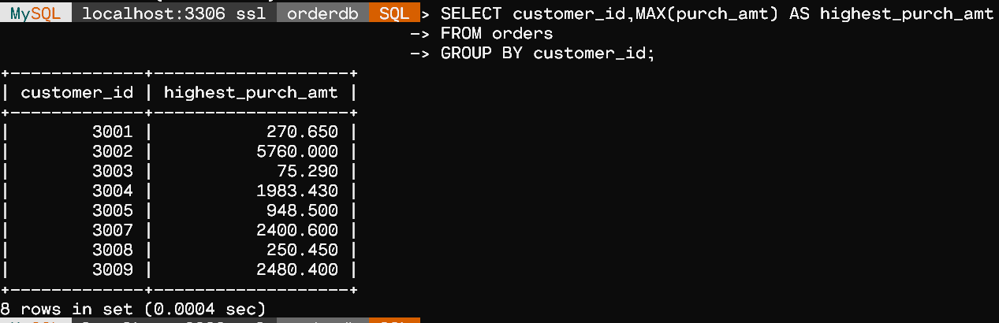 MySQL localhost:3306 ssl orderdb SQL > SELECT customer_id,MAX(purch_amt) AS highest_purch_amt
-> FROM orders
-> GROUP BY customer_id;
+-------------+-------------------+
| customer_id | highest_purch_amt |
+-------------+-------------------+
|        3001 |           270.650 |
|        3002 |          5760.000 |
|        3003 |            75.290 |
|        3004 |          1983.430 |
|        3005 |           948.500 |
|        3007 |          2400.600 |
|        3008 |           250.450 |
|        3009 |          2480.400 |
+-------------+-------------------+
8 rows in set (0.0004 sec)